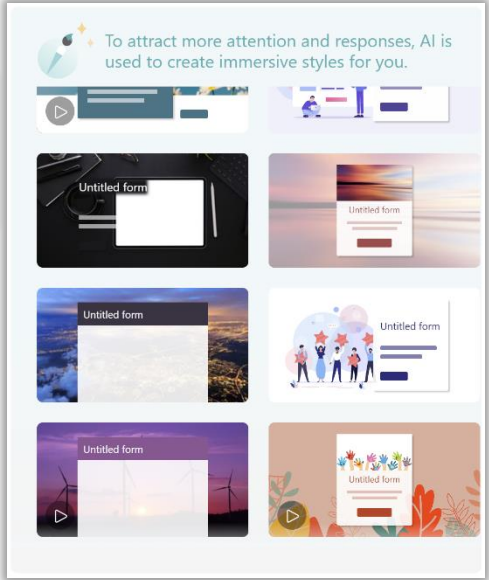 To attract more attention and responses, AI is
used to create immersive styles for you.
Untitled form
Untitled form
Untitled form
Untitled form
Untitled form
Untitled form